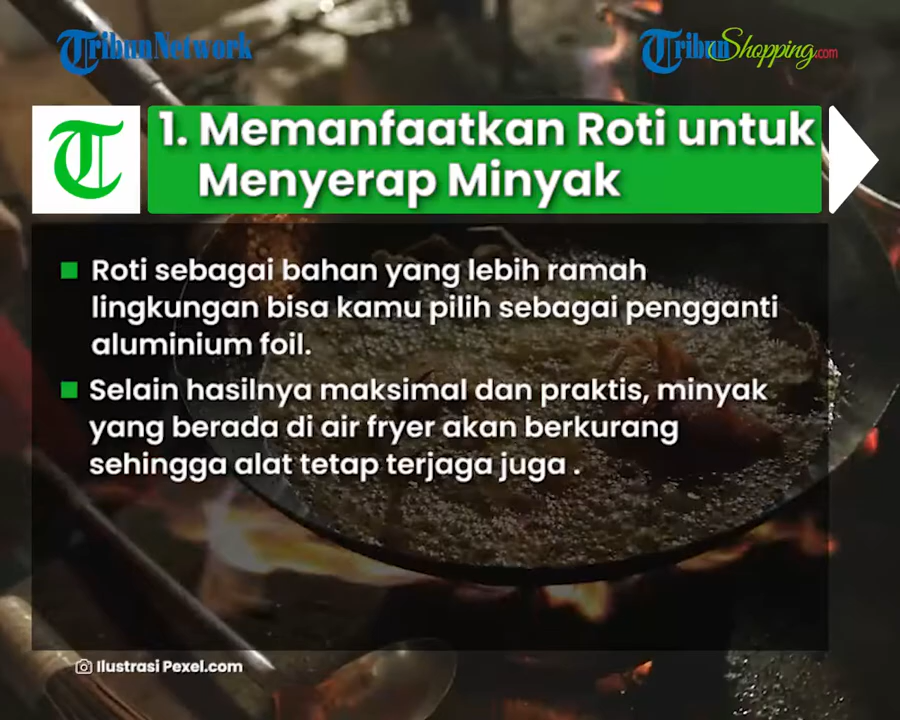 TribunNetwork
TribunShopping.com
T
1. Memanfaatkan Roti untuk
Menyerap Minyak
Roti sebagai bahan yang lebih ramah
lingkungan bisa kamu pilih sebagai pengganti
aluminium foil.
Selain hasilnya maksimal dan praktis, minyak
yang berada di air fryer akan berkurang
sehingga alat tetap terjaga juga .
Ilustrasi Pexel.com